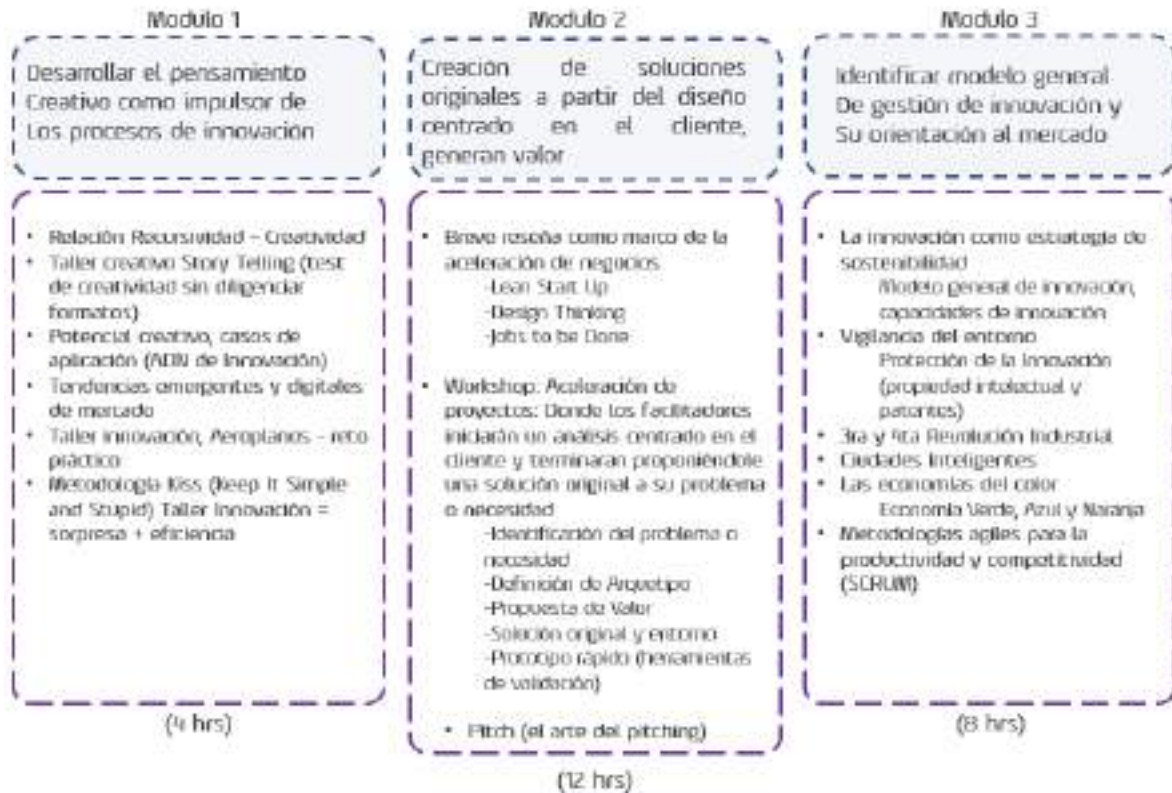 Modulo 1
Desarrollar el pensamiento
Creativo como impulsor de
Los procesos de innovación
• Relación Recursividad – Creatividad
• Taller creativo Story Telling (test
de creatividad sin diligenciar
formatos)
• Potencial creativo, casos de
aplicación (ADN de Innovación)
• Tendencias emergentes y digitales
de mercado
• Taller innovación, Aeroplanos - reto
práctico
• Metodología Kiss (Keep It Simple
and Stupid) Taller Innovación =
sorpresa + eficiencia
(4 hrs)
Modulo 2
Creación de soluciones
originales a partir del diseño
centrado en el cliente,
generan valor
• Breve reseña como marco de la
aceleración de negocios
-Lean Start Up
-Design Thinking
-Jobs to be Done
• Workshop: Aceleración de
proyectos: Donde los facilitadores
iniciarán un análisis centrado en el
cliente y terminaran proponiéndole
una solución original a su problema
o necesidad
-Identificación del problema o
necesidad
-Definición de Arquetipo
-Propuesta de Valor
-Solución original y entorno
-Prototipo rápido (herramientas
de validación)
• Pitch (el arte del pitching)
(12 hrs)
Modulo 3
Identificar modelo general
De gestión de innovación y
Su orientación al mercado
• La innovación como estrategia de
sostenibilidad
Modelo general de innovación,
capacidades de innovación
• Vigilancia del entorno
Protección de la Innovación
(propiedad intelectual y
patentes)
• 3ra y 4ta Revolución Industrial
• Ciudades Inteligentes
• Las economías del color
Economía Verde, Azul y Naranja
• Metodologías agiles para la
productividad y competitividad
(SCRUM)
(8 hrs)